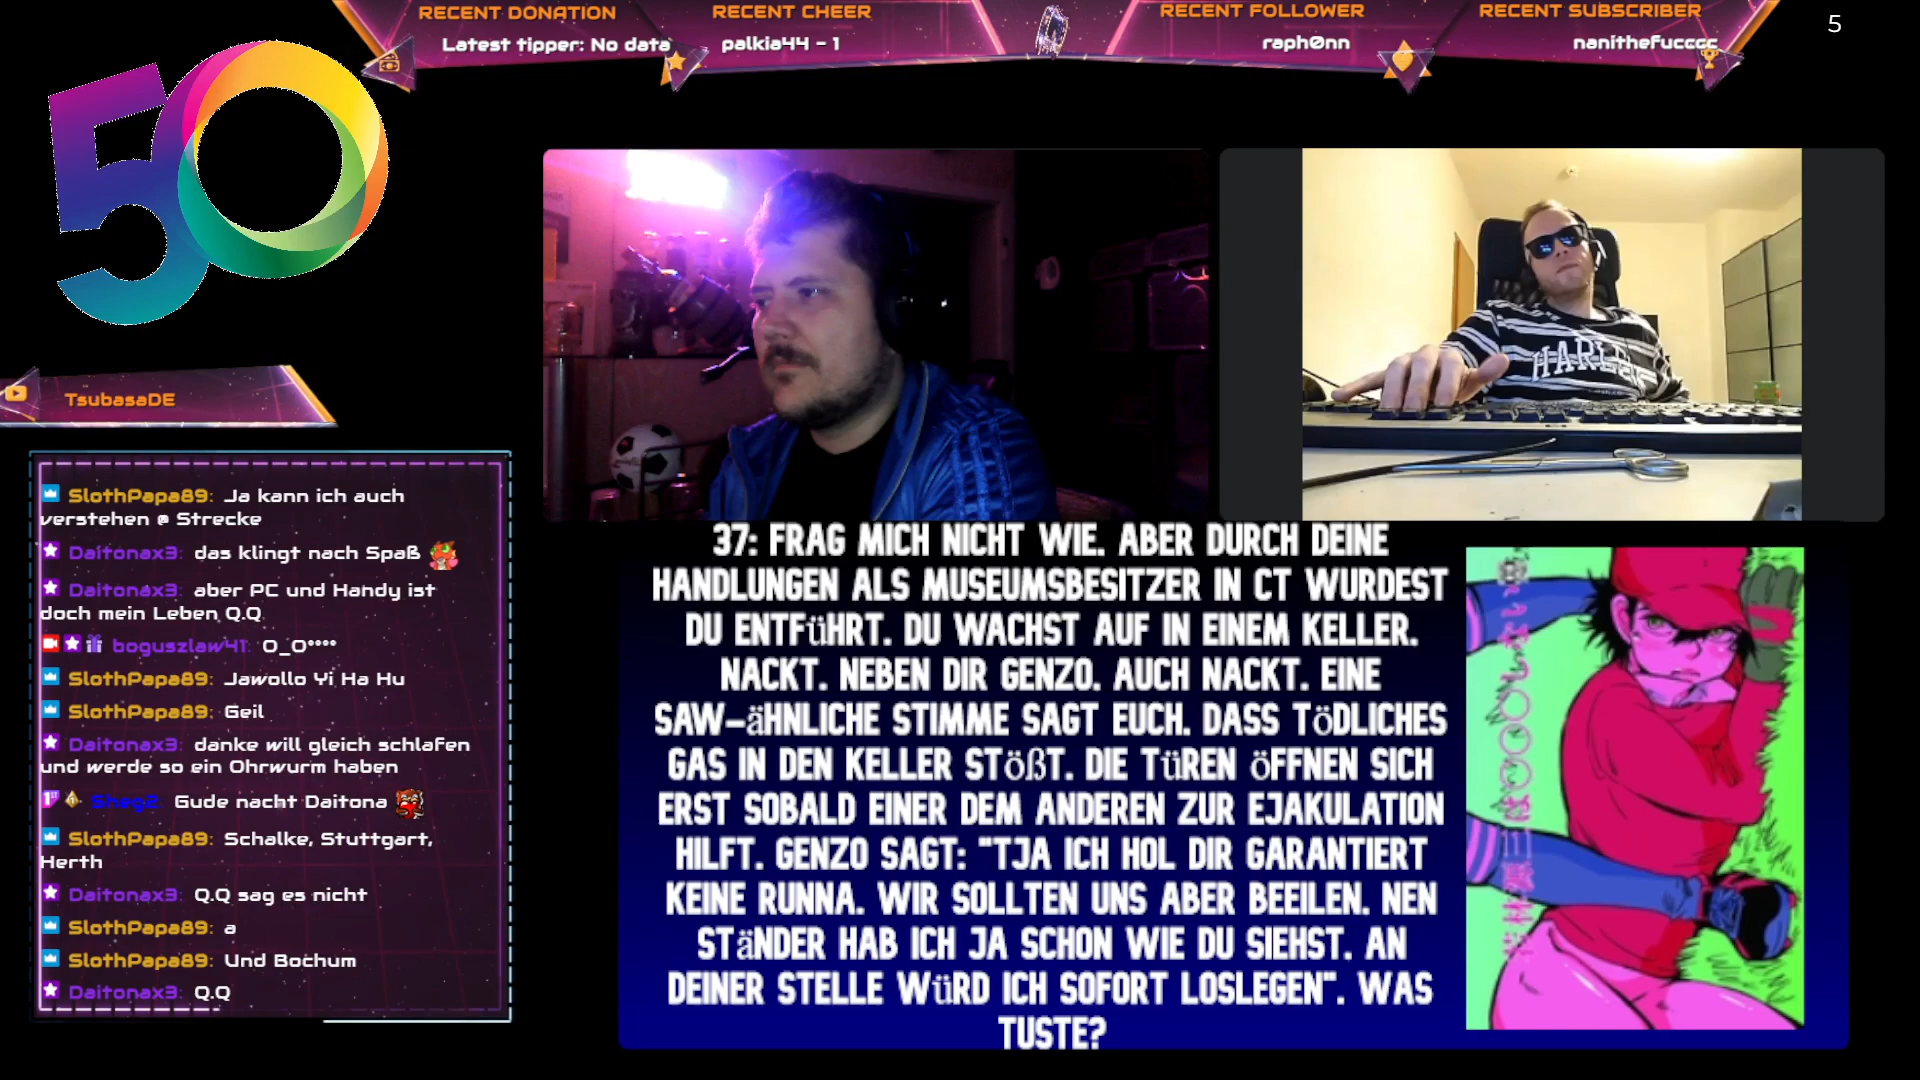 RECENT DONATION
Latest tipper: No data
RECENT CHEER
palkia44 - 1
RECENT FOLLOWER
raph0nn
RECENT SUBSCRIBER
nanithefucccc
5
50
TsubasaDE
SlothPapa89: Ja kann ich auch
verstehen @ Strecke
Daitonax3: das klingt nach Spaß
Daitonax3: aber PC und Handy ist
doch mein Leben Q.Q
boguszlaw41: O_O****
SlothPapa89: Jawollo Yi Ha Hu
SlothPapa89: Geil
Daitonax3: danke will gleich schlafen
und werde so ein Ohrwurm haben
Sheg2: Gude nacht Daitona
SlothPapa89: Schalke, Stuttgart,
Herth
Daitonax3: Q.Q sag es nicht
SlothPapa89: a
SlothPapa89: Und Bochum
Daitonax3: Q.Q
HARLEM
37: FRAG MICH NICHT WIE. ABER DURCH DEINE
HANDLUNGEN ALS MUSEUMSBESITZER IN CT WURDEST
DU ENTFüHRT. DU WACHST AUF IN EINEM KELLER.
NACKT. NEBEN DIR GENZO. AUCH NACKT. EINE
SAW-äHNLICHE STIMME SAGT EUCH. DASS TöDLICHES
GAS IN DEN KELLER STößT. DIE TüREN öFFNEN SICH
ERST SOBALD EINER DEM ANDEREN ZUR EJAKULATION
HILFT. GENZO SAGT: "TJA ICH HOL DIR GARANTIERT
KEINE RUNNA. WIR SOLLTEN UNS ABER BEEILEN. NEN
STäNDER HAB ICH JA SCHON WIE DU SIEHST. AN
DEINER STELLE WüRD ICH SOFORT LOSLEGEN". WAS
TUSTE?